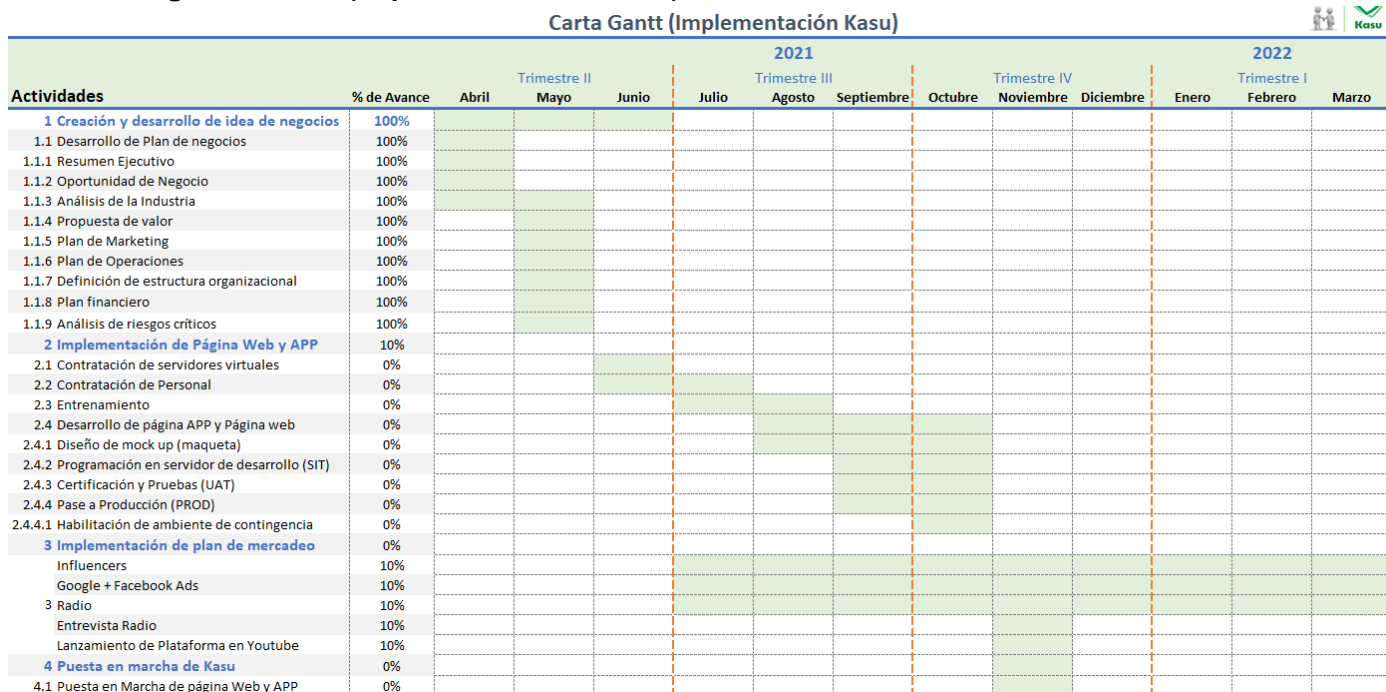 Carta Gantt (Implementación Kasu)
Kasu
2021 2022
Trimestre II Trimestre III Trimestre IV Trimestre I
Actividades % de Avance Abril Mayo Junio Julio Agosto Septiembre Octubre Noviembre Diciembre Enero Febrero Marzo
1 Creación y desarrollo de idea de negocios 100%
1.1 Desarrollo de Plan de negocios 100%
1.1.1 Resumen Ejecutivo 100%
1.1.2 Oportunidad de Negocio 100%
1.1.3 Análisis de la Industria 100%
1.1.4 Propuesta de valor 100%
1.1.5 Plan de Marketing 100%
1.1.6 Plan de Operaciones 100%
1.1.7 Definición de estructura organizacional 100%
1.1.8 Plan financiero 100%
1.1.9 Análisis de riesgos críticos 100%
2 Implementación de Página Web y APP 10%
2.1 Contratación de servidores virtuales 0%
2.2 Contratación de Personal 0%
2.3 Entrenamiento 0%
2.4 Desarrollo de página APP y Página web 0%
2.4.1 Diseño de mock up (maqueta) 0%
2.4.2 Programación en servidor de desarrollo (SIT) 0%
2.4.3 Certificación y Pruebas (UAT) 0%
2.4.4 Pase a Producción (PROD) 0%
2.4.4.1 Habilitación de ambiente de contingencia 0%
3 Implementación de plan de mercadeo 0%
Influencers 10%
Google + Facebook Ads 10%
3 Radio 10%
Entrevista Radio 10%
Lanzamiento de Plataforma en Youtube 10%
4 Puesta en marcha de Kasu 0%
4.1 Puesta en Marcha de página Web y APP 0%